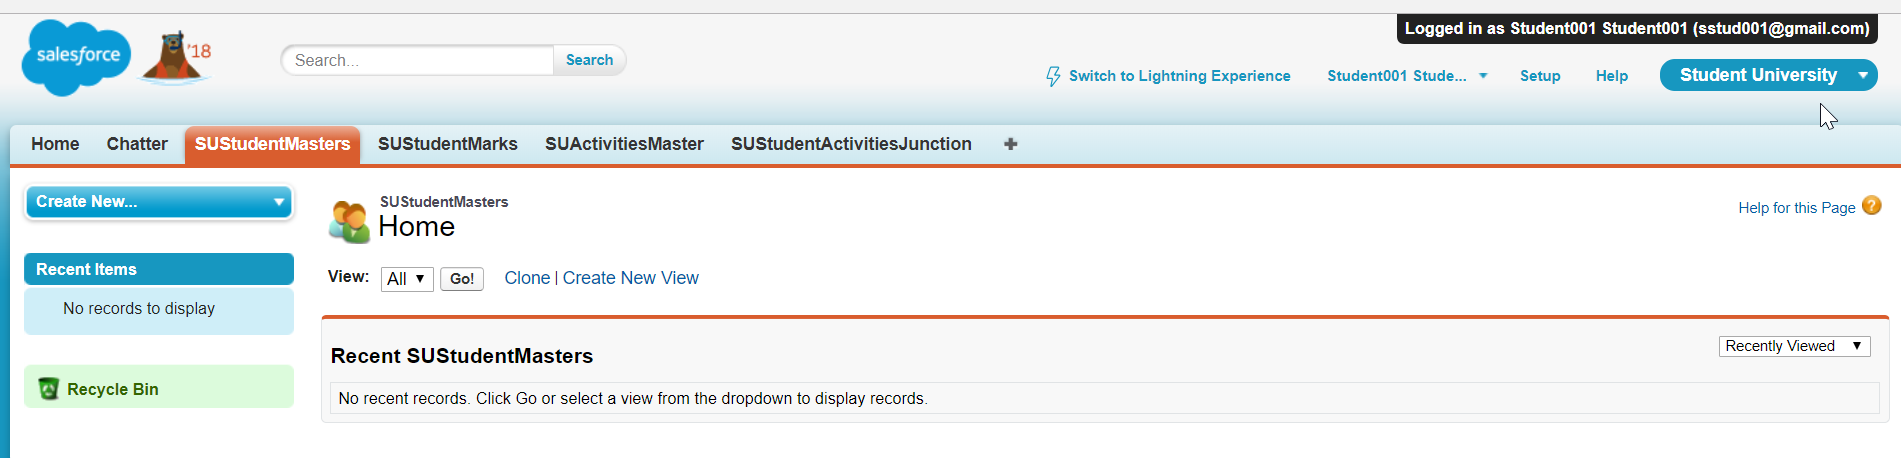 Logged in as Student001 Student001 (sstud001@gmail.com)
salesforce
'18
Search...
Search
Switch to Lightning Experience
Student001 Stude...
Setup
Help
Student University
Home
Chatter
SUStudentMasters
SUStudentMarks
SUActivitiesMaster
SUStudentActivitiesJunction
Create New...
Recent Items
No records to display
Recycle Bin
SUStudentMasters
Home
Help for this Page
?
View: All Go! Clone | Create New View
Recent SUStudentMasters
Recently Viewed
No recent records. Click Go or select a view from the dropdown to display records.